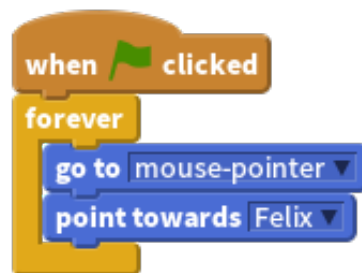 when clicked
forever
go to mouse-pointer
point towards Felix